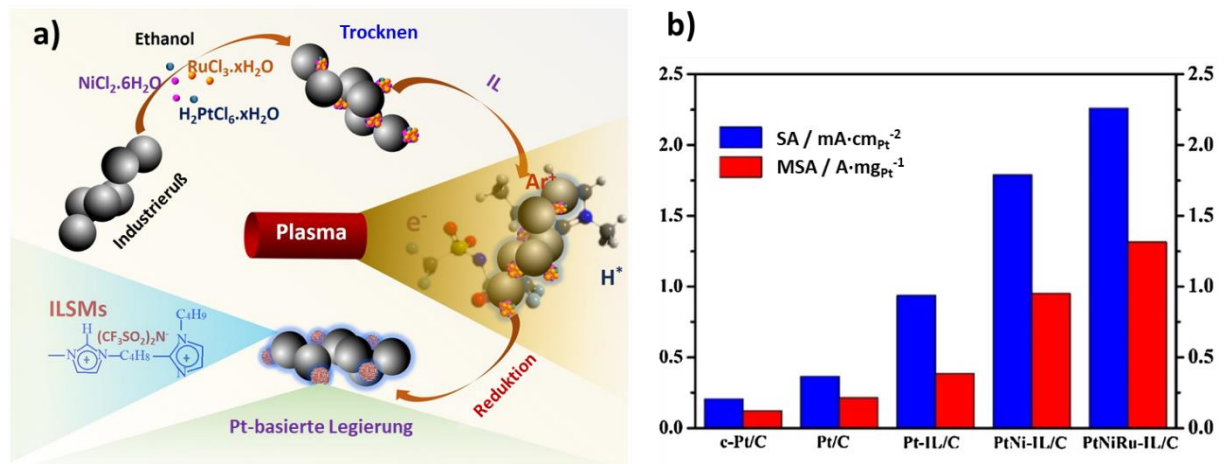 a)
Ethanol
NiCl₂.6H₂O
RuCl₃.xH₂O
H₂PtCl₆.xH₂O
Industrieruß
Trocknen
IL
Plasma
Ar⁺
e⁻
H*
Reduktion
ILSMs
C₄H₉
H
(CF₃SO₂)₂N⁻
N
N
+
N
C₄H₈
+
N
Pt-basierte Legierung
b)
SA / mA·cmPt⁻²
MSA / A·mgPt⁻¹
2.5
2.0
1.5
1.0
0.5
0.0
2.5
2.0
1.5
1.0
0.5
0.0
c-Pt/C Pt/C Pt-IL/C PtNi-IL/C PtNiRu-IL/C